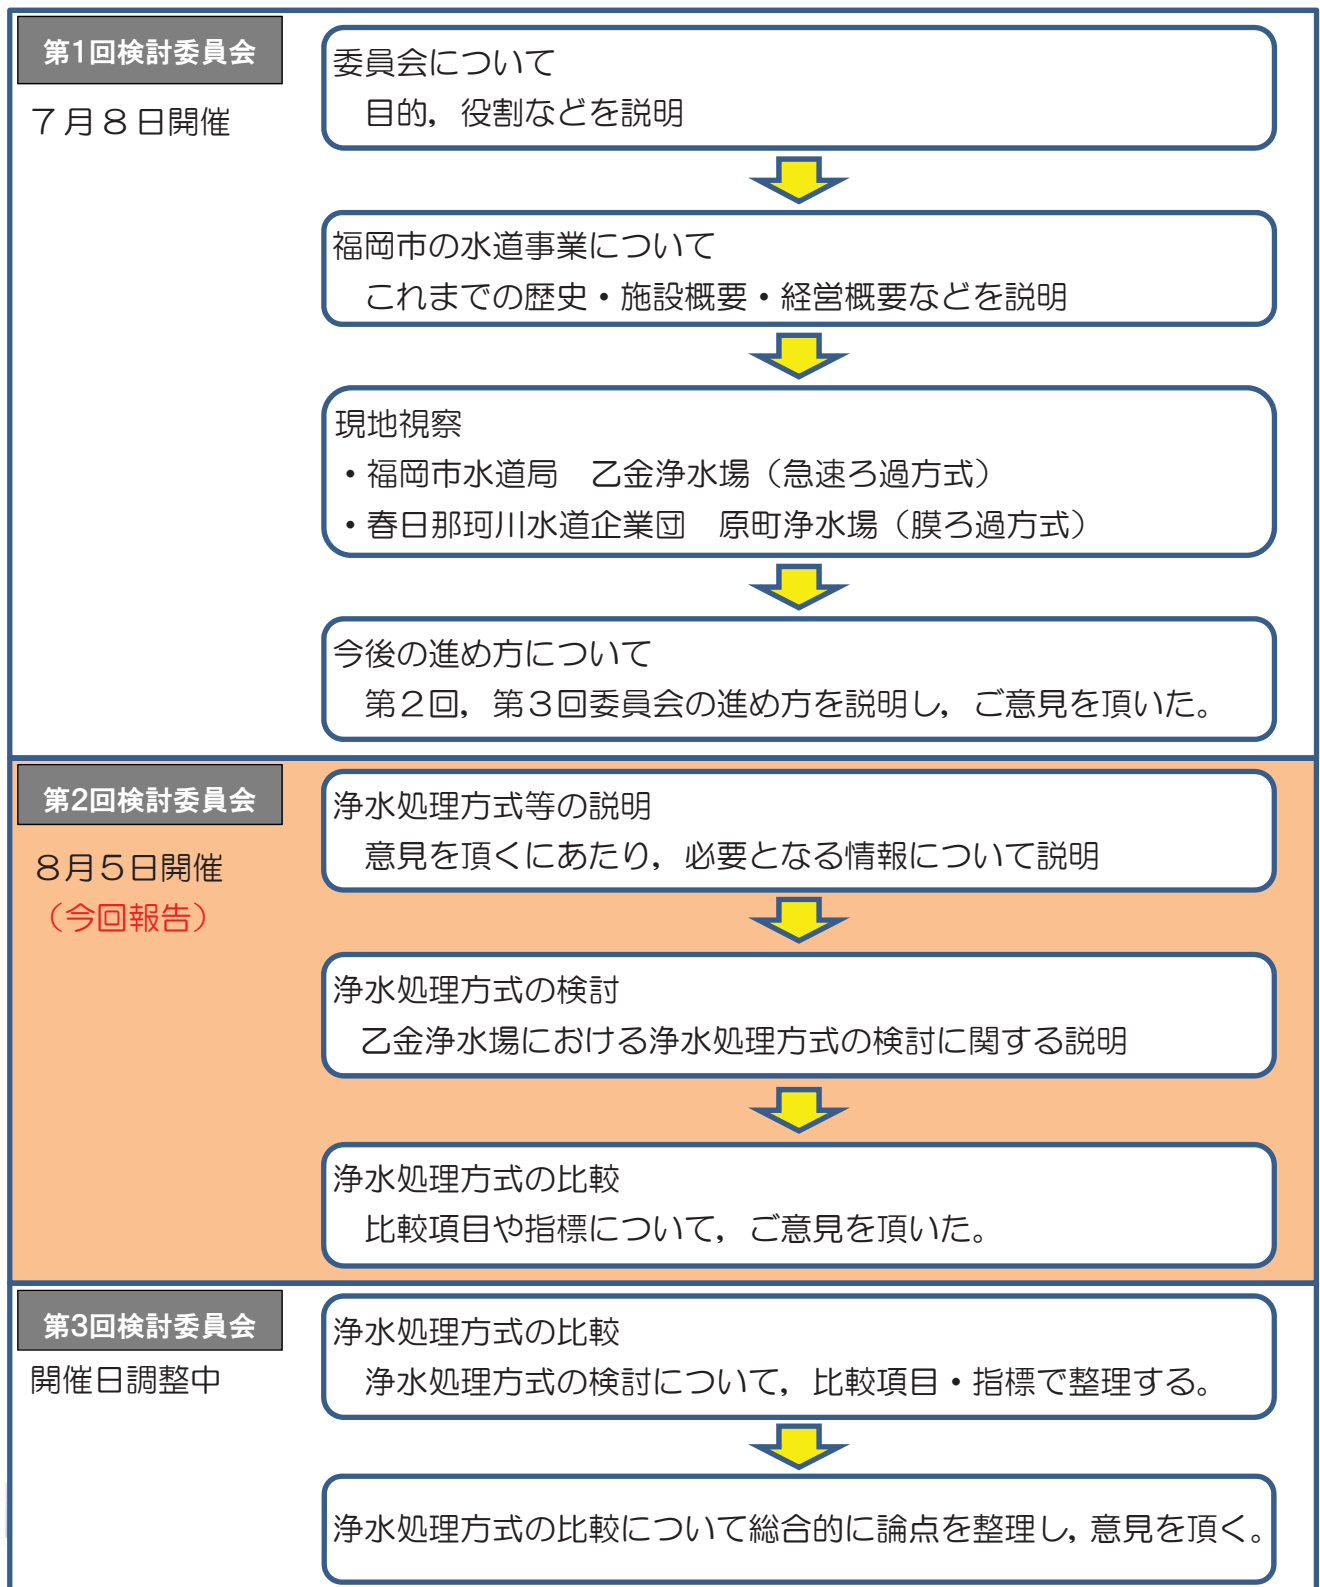 第1回検討委員会
7月8日開催
委員会について
目的，役割などを説明
福岡市の水道事業について
これまでの歴史・施設概要・経営概要などを説明
現地視察
・福岡市水道局　乙金浄水場（急速ろ過方式）
・春日那珂川水道企業団　原町浄水場（膜ろ過方式）
今後の進め方について
第２回，第３回委員会の進め方を説明し，ご意見を頂いた。
第2回検討委員会
８月５日開催
（今回報告）
浄水処理方式等の説明
意見を頂くにあたり，必要となる情報について説明
浄水処理方式の検討
乙金浄水場における浄水処理方式の検討に関する説明
浄水処理方式の比較
比較項目や指標について，ご意見を頂いた。
第3回検討委員会
開催日調整中
浄水処理方式の比較
浄水処理方式の検討について，比較項目・指標で整理する。
浄水処理方式の比較について総合的に論点を整理し，意見を頂く。